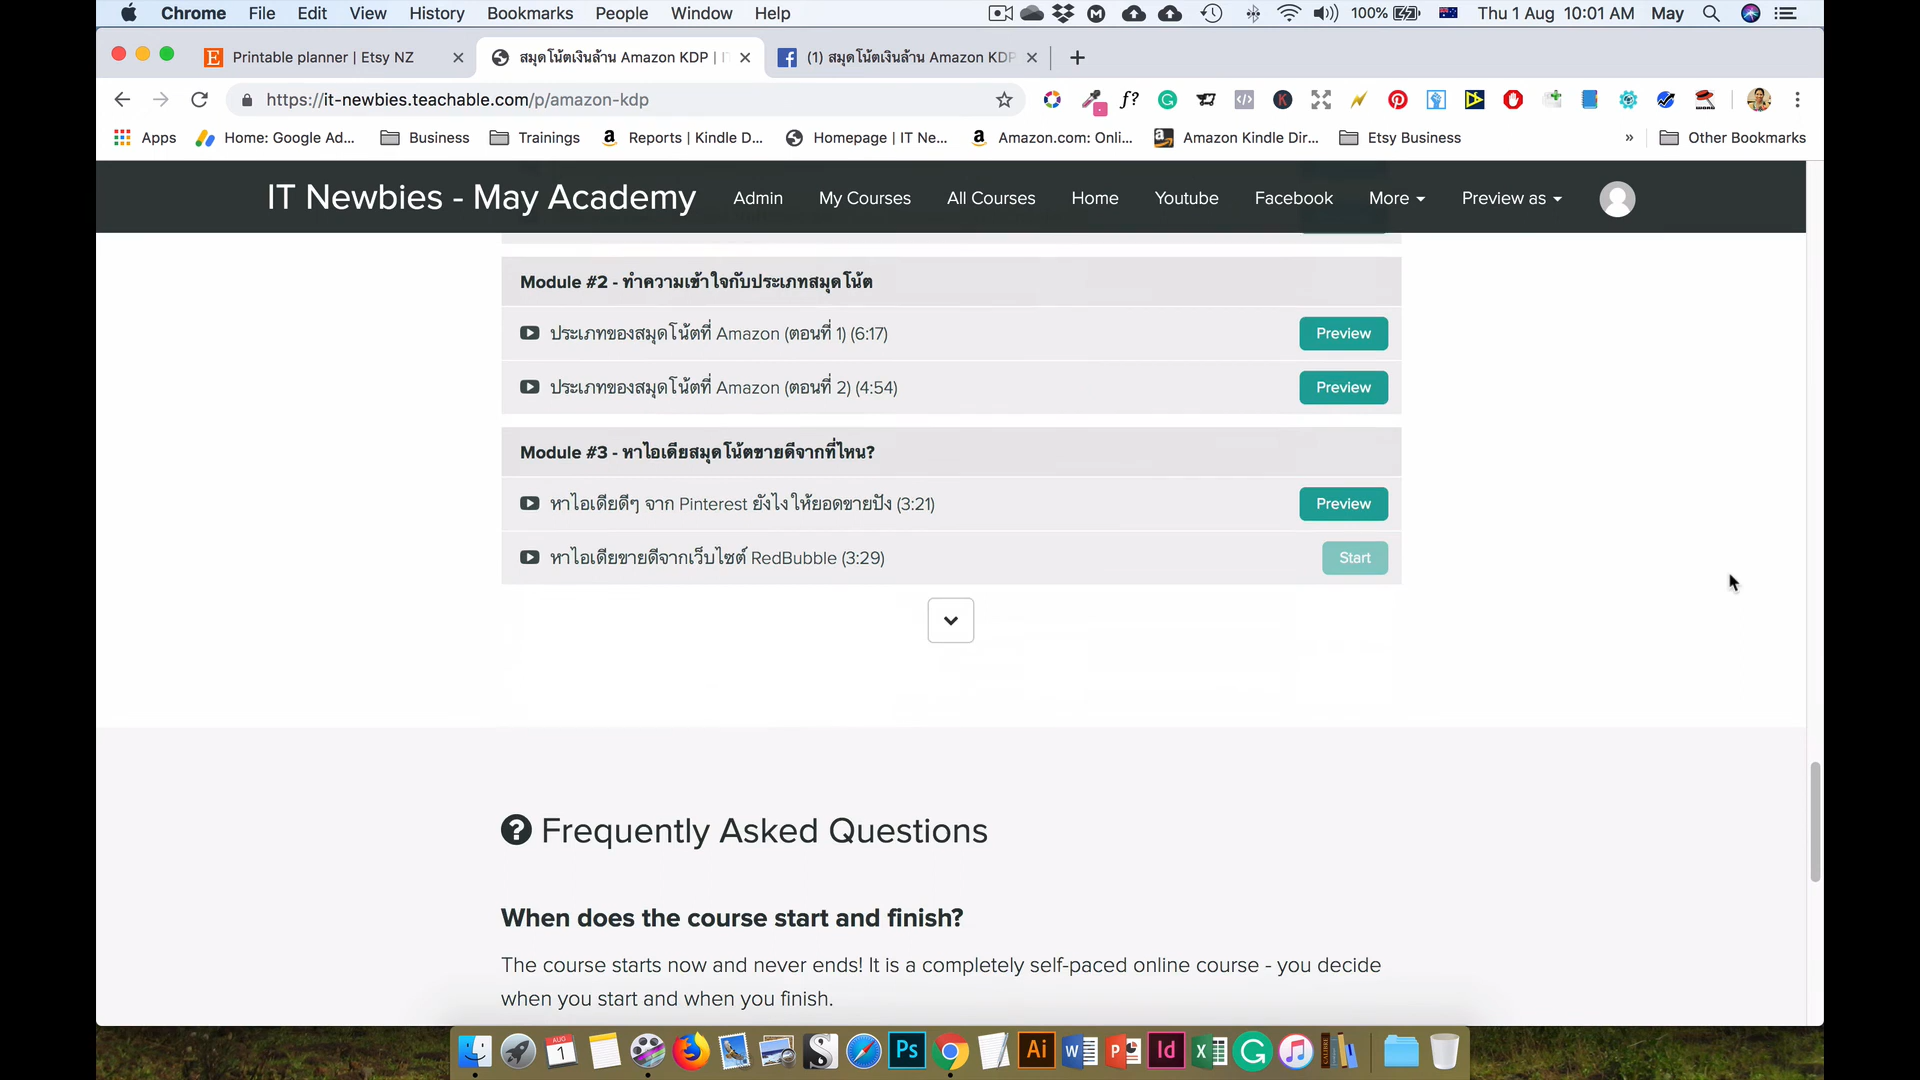 Chrome File Edit View History Bookmarks People Window Help 100% Thu 1 Aug 10:01 AM May
Printable planner | Etsy NZ
สมุดโน้ตเงินล้าน Amazon KDP |
(1) สมุดโน้ตเงินล้าน Amazon KDP
https://it-newbies.teachable.com/p/amazon-kdp
Apps Home: Google Ad... Business Trainings Reports | Kindle D... Homepage | IT Ne... Amazon.com: Onli... Amazon Kindle Dir... Etsy Business » Other Bookmarks
IT Newbies - May Academy Admin My Courses All Courses Home Youtube Facebook More Preview as
Module #2 - ทำความเข้าใจกับประเภทสมุดโน้ต
ประเภทของสมุดโน้ตที่ Amazon (ตอนที่ 1) (6:17) Preview
ประเภทของสมุดโน้ตที่ Amazon (ตอนที่ 2) (4:54) Preview
Module #3 - หาไอเดียสมุดโน้ตขายดีจากที่ไหน?
หาไอเดียดีๆ จาก Pinterest ยังไงให้ยอดขายปัง (3:21) Preview
หาไอเดียขายดีจากเว็บไซต์ RedBubble (3:29) Start
Frequently Asked Questions
When does the course start and finish?
The course starts now and never ends! It is a completely self-paced online course - you decide
when you start and when you finish.
AUG 1 Ps Ai W P Id X